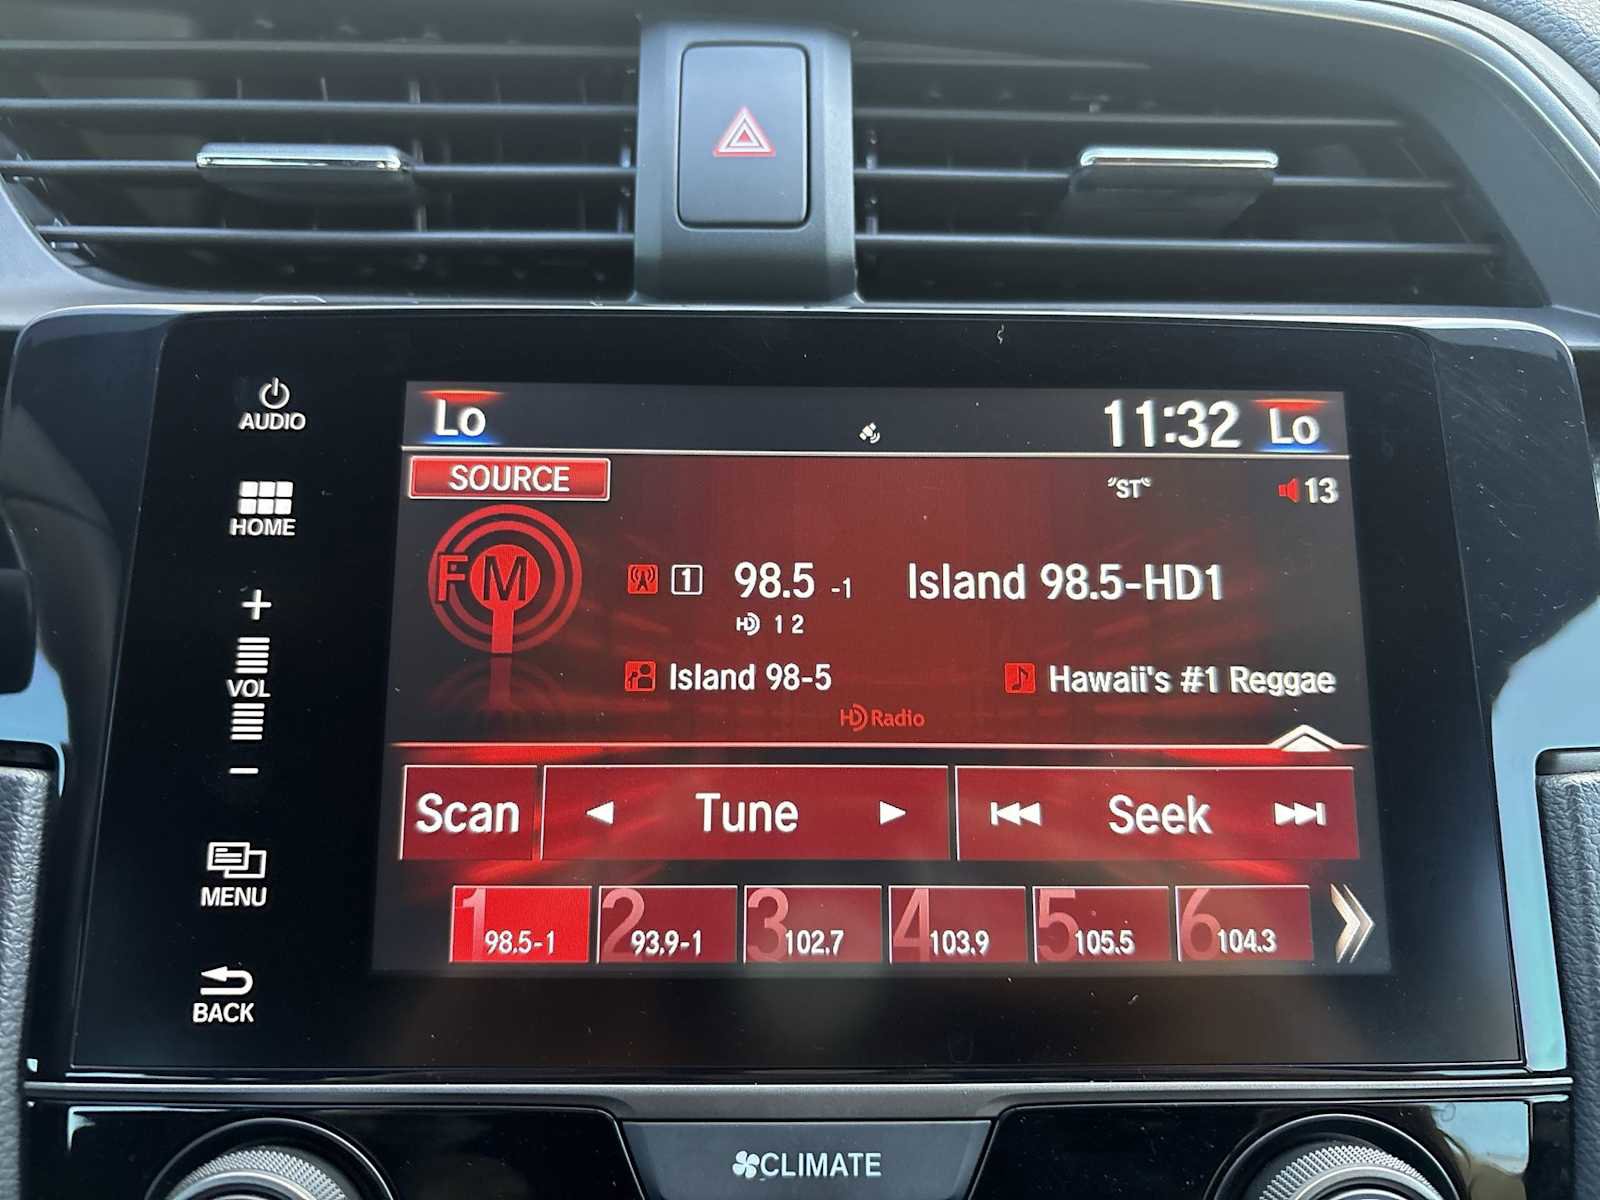 AUDIO
HOME
+
VOL
−
MENU
BACK
Lo
11:32
Lo
SOURCE
"ST"
13
FM
1
98.5 -1
Island 98.5-HD1
HD 1 2
Island 98-5
Hawaii's #1 Reggae
HD Radio
Scan
Tune
Seek
1 98.5-1
2 93.9-1
3 102.7
4 103.9
5 105.5
6 104.3
CLIMATE